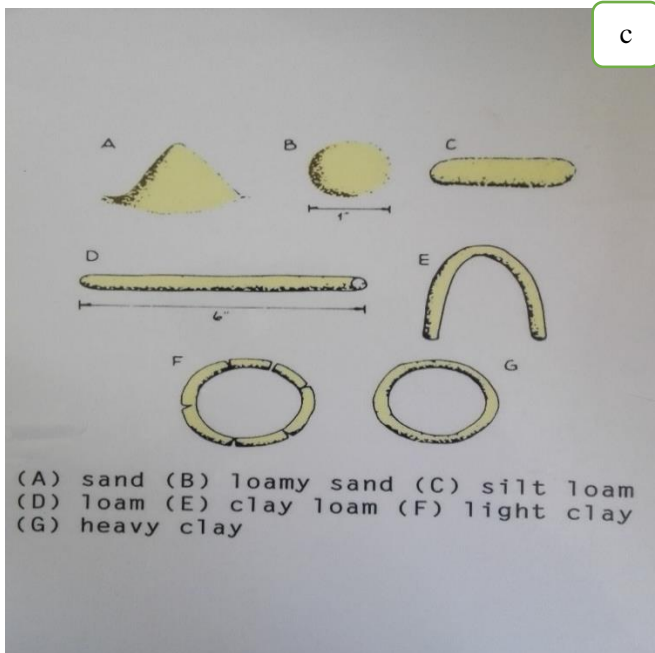 c
A
B
C
1"
D
E
6"
F
G
(A) sand (B) loamy sand (C) silt loam
(D) loam (E) clay loam (F) light clay
(G) heavy clay